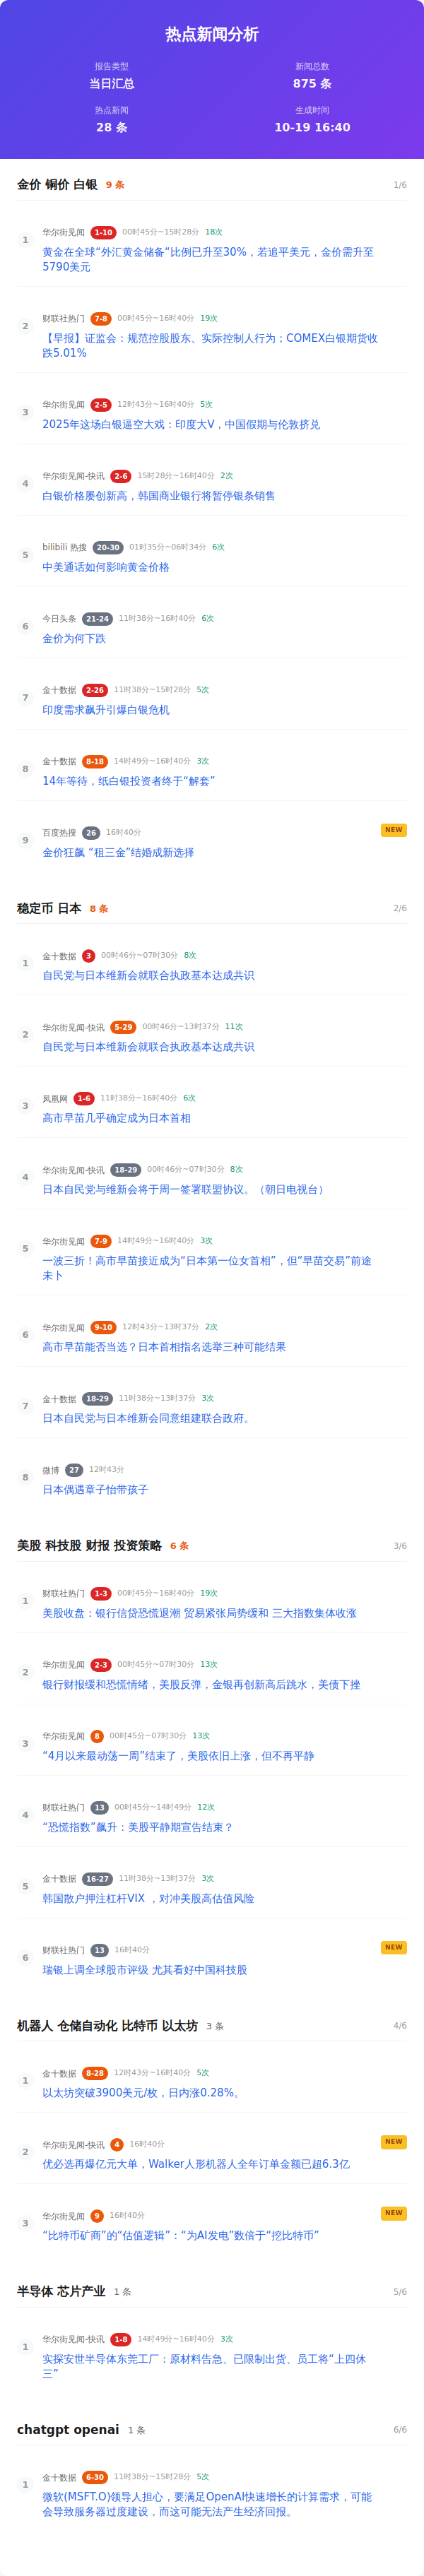 热点新闻分析
报告类型
新闻总数
当日汇总
875 条
热点新闻
生成时间
28 条
10-19 16:40
金价 铜价 白银 9 条 1/6
1
华尔街见闻 1-10 00时45分~15时28分 18次
黄金在全球“外汇黄金储备“比例已升至30%，若追平美元，金价需升至
5790美元
2
财联社热门 7-8 00时45分~16时40分 19次
【早报】证监会：规范控股股东、实际控制人行为；COMEX白银期货收
跌5.01%
3
华尔街见闻 2-5 12时43分~16时40分 5次
2025年这场白银逼空大戏：印度大V，中国假期与伦敦挤兑
4
华尔街见闻-快讯 2-6 15时28分~16时40分 2次
白银价格屡创新高，韩国商业银行将暂停银条销售
5
bilibili 热搜 20-30 01时35分~06时34分 6次
中美通话如何影响黄金价格
6
今日头条 21-24 11时38分~16时40分 6次
金价为何下跌
7
金十数据 2-26 11时38分~15时28分 5次
印度需求飙升引爆白银危机
8
金十数据 8-18 14时49分~16时40分 3次
14年等待，纸白银投资者终于“解套”
9
百度热搜 26 16时40分 NEW
金价狂飙 “租三金”结婚成新选择
稳定币 日本 8 条 2/6
1
金十数据 3 00时46分~07时30分 8次
自民党与日本维新会就联合执政基本达成共识
2
华尔街见闻-快讯 5-29 00时46分~13时37分 11次
自民党与日本维新会就联合执政基本达成共识
3
凤凰网 1-6 11时38分~16时40分 6次
高市早苗几乎确定成为日本首相
4
华尔街见闻-快讯 18-29 00时46分~07时30分 8次
日本自民党与维新会将于周一签署联盟协议。（朝日电视台）
5
华尔街见闻 7-9 14时49分~16时40分 3次
一波三折！高市早苗接近成为“日本第一位女首相”，但“早苗交易”前途
未卜
6
华尔街见闻 9-10 12时43分~13时37分 2次
高市早苗能否当选？日本首相指名选举三种可能结果
7
金十数据 18-29 11时38分~13时37分 3次
日本自民党与日本维新会同意组建联合政府。
8
微博 27 12时43分
日本偶遇章子怡带孩子
美股 科技股 财报 投资策略 6 条 3/6
1
财联社热门 1-3 00时45分~16时40分 19次
美股收盘：银行信贷恐慌退潮 贸易紧张局势缓和 三大指数集体收涨
2
华尔街见闻 2-3 00时45分~07时30分 13次
银行财报缓和恐慌情绪，美股反弹，金银再创新高后跳水，美债下挫
3
华尔街见闻 8 00时45分~07时30分 13次
“4月以来最动荡一周”结束了，美股依旧上涨，但不再平静
4
财联社热门 13 00时45分~14时49分 12次
“恐慌指数”飙升：美股平静期宣告结束？
5
金十数据 16-27 11时38分~13时37分 3次
韩国散户押注杠杆VIX ，对冲美股高估值风险
6
财联社热门 13 16时40分 NEW
瑞银上调全球股市评级 尤其看好中国科技股
机器人 仓储自动化 比特币 以太坊 3 条 4/6
1
金十数据 8-28 12时43分~16时40分 5次
以太坊突破3900美元/枚，日内涨0.28%。
2
华尔街见闻-快讯 4 16时40分 NEW
优必选再爆亿元大单，Walker人形机器人全年订单金额已超6.3亿
3
华尔街见闻 9 16时40分 NEW
“比特币矿商”的“估值逻辑”：“为AI发电”数倍于“挖比特币”
半导体 芯片产业 1 条 5/6
1
华尔街见闻-快讯 1-8 14时49分~16时40分 3次
实探安世半导体东莞工厂：原材料告急、已限制出货、员工将“上四休
三”
chatgpt openai 1 条 6/6
1
金十数据 6-30 11时38分~15时28分 5次
微软(MSFT.O)领导人担心，要满足OpenAI快速增长的计算需求，可能
会导致服务器过度建设，而这可能无法产生经济回报。